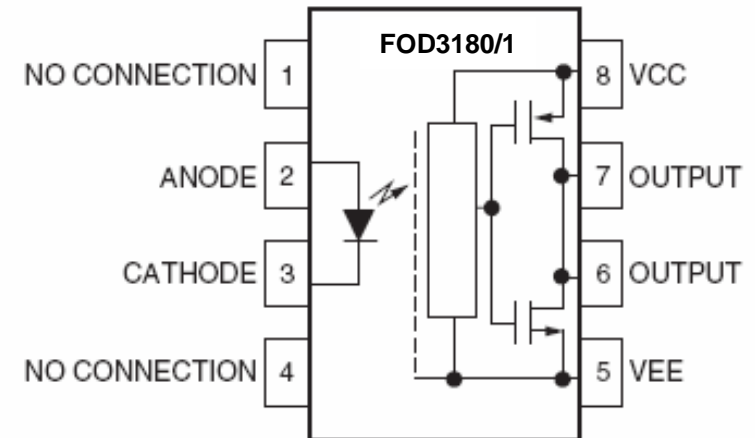 FOD3180/1
NO CONNECTION 1
8 VCC
ANODE 2
7 OUTPUT
CATHODE 3
6 OUTPUT
NO CONNECTION 4
5 VEE